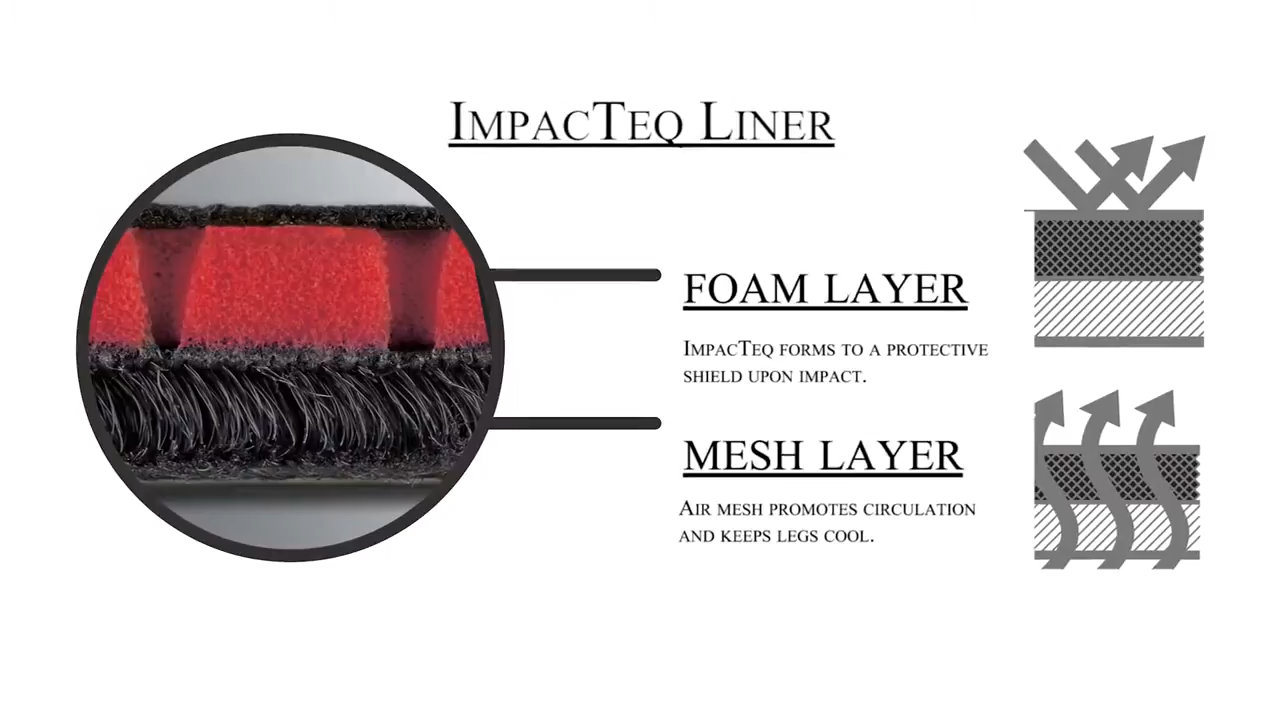 ImpacTeq Liner
FOAM LAYER
ImpacTeq forms to a protective
shield upon impact.
MESH LAYER
Air mesh promotes circulation
and keeps legs cool.